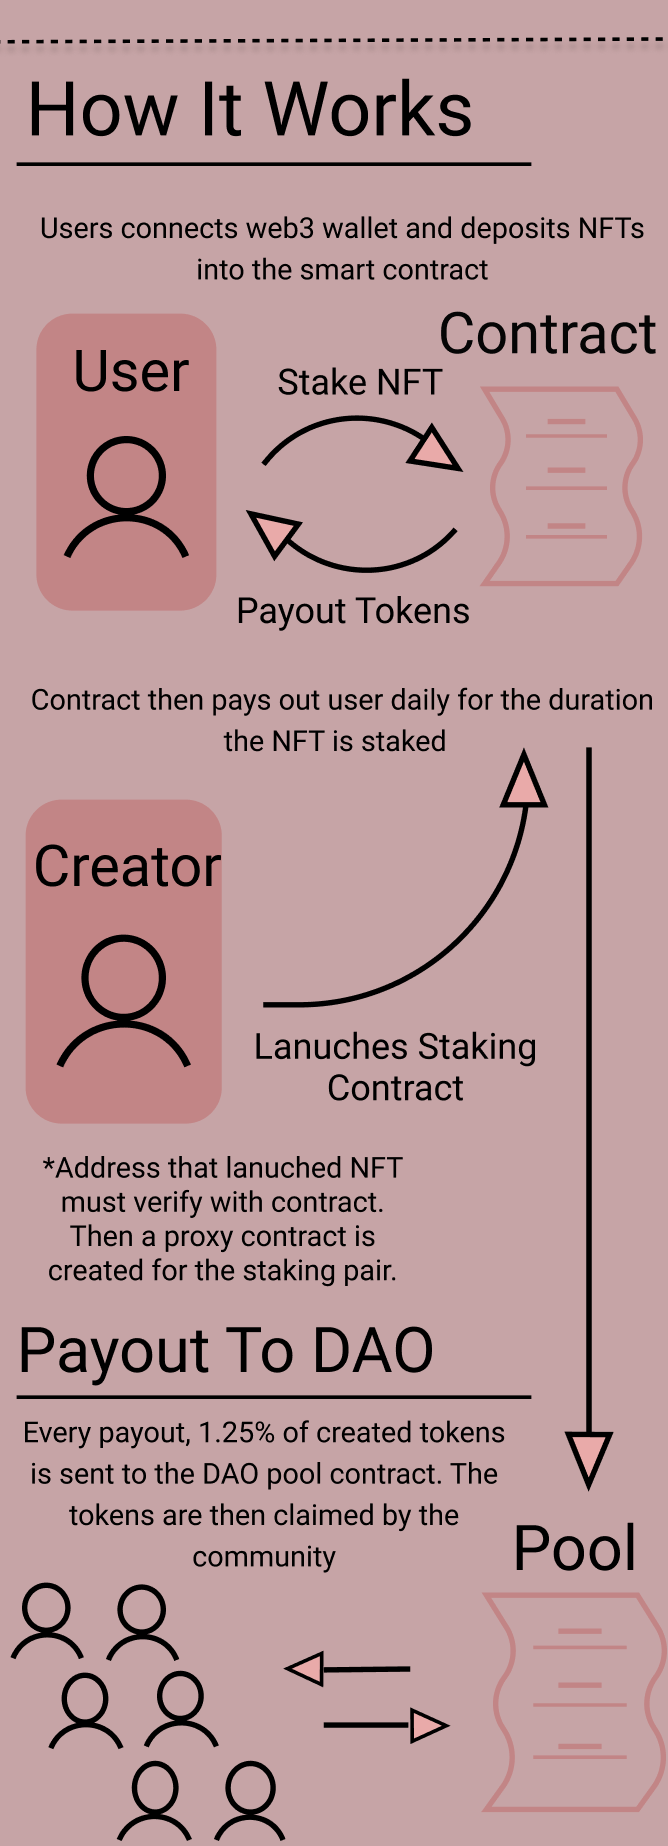 How It Works
Users connects web3 wallet and deposits NFTs
into the smart contract
Contract
User
Stake NFT
Payout Tokens
Contract then pays out user daily for the duration
the NFT is staked
Creator
Lanuches Staking
Contract
*Address that lanuched NFT
must verify with contract.
Then a proxy contract is
created for the staking pair.
Payout To DAO
Every payout, 1.25% of created tokens
is sent to the DAO pool contract. The
tokens are then claimed by the
community
Pool